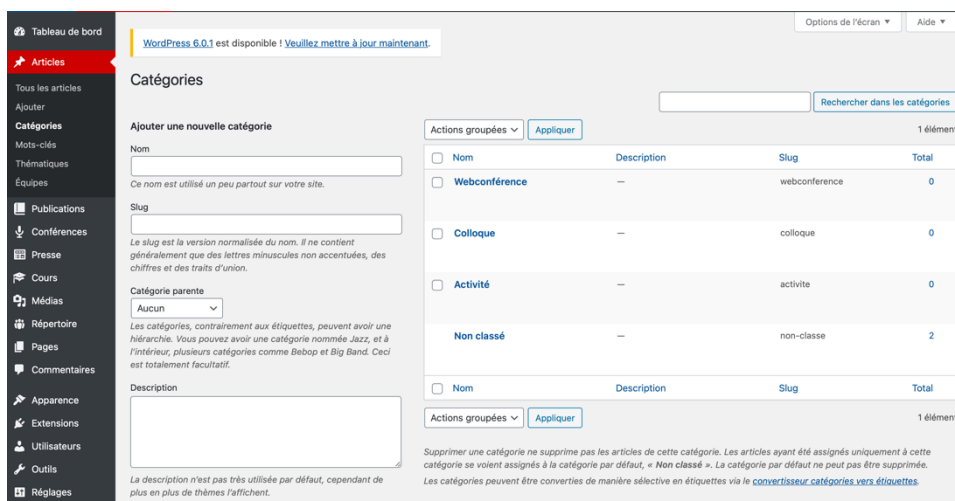 Options de l'écran ▼
Aide ▼
Tableau de bord
Articles
Tous les articles
Ajouter
Catégories
Mots-clés
Thématiques
Équipes
Publications
Conférences
Presse
Cours
Médias
Répertoire
Pages
Commentaires
Apparence
Extensions
Utilisateurs
Outils
Réglages
WordPress 6.0.1 est disponible ! Veuillez mettre à jour maintenant.
Catégories
Rechercher dans les catégories
Ajouter une nouvelle catégorie
Nom
Ce nom est utilisé un peu partout sur votre site.
Slug
Le slug est la version normalisée du nom. Il ne contient
généralement que des lettres minuscules non accentuées, des
chiffres et des traits d'union.
Catégorie parente
Aucun
Les catégories, contrairement aux étiquettes, peuvent avoir une
hiérarchie. Vous pouvez avoir une catégorie nommée Jazz, et à
l'intérieur, plusieurs catégories comme Bebop et Big Band. Ceci
est totalement facultatif.
Description
La description n'est pas très utilisée par défaut, cependant de
plus en plus de thèmes l'affichent.
Actions groupées Appliquer 1 élément
Nom Description Slug Total
Webconférence — webconference 0
Colloque — colloque 0
Activité — activite 0
Non classé — non-classe 2
Nom Description Slug Total
Actions groupées Appliquer 1 élément
Supprimer une catégorie ne supprime pas les articles de cette catégorie. Les articles ayant été assignés uniquement à cette
catégorie se voient assignés à la catégorie par défaut, « Non classé ». La catégorie par défaut ne peut pas être supprimée.
Les catégories peuvent être converties de manière sélective en étiquettes via le convertisseur catégories vers étiquettes.